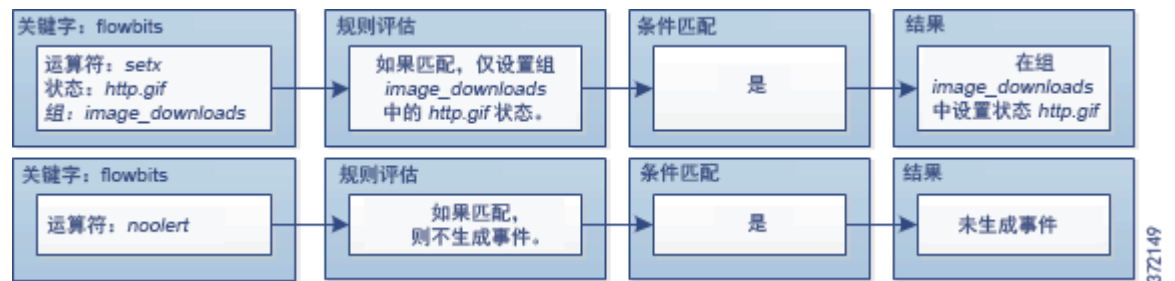 关键字：flowbits
运算符：setx
状态：http.gif
组：image_downloads
规则评估
如果匹配，仅设置组
image_downloads
中的 http.gif 状态。
条件匹配
是
结果
在组
image_downloads
中设置状态 http.gif
关键字：flowbits
运算符：noolert
规则评估
如果匹配，
则不生成事件。
条件匹配
是
结果
未生成事件
372149